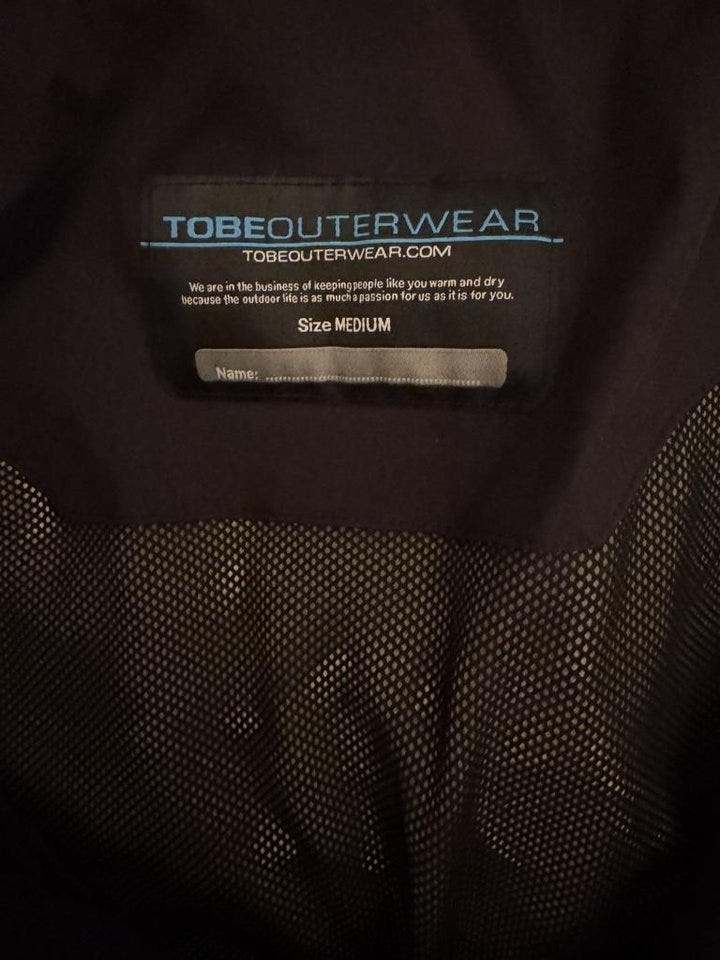 TOBEOUTERWEAR
TOBEOUTERWEAR.COM
We are in the business of keeping people like you warm and dry
because the outdoor life is as much a passion for us as it is for you.
Size MEDIUM
Name: